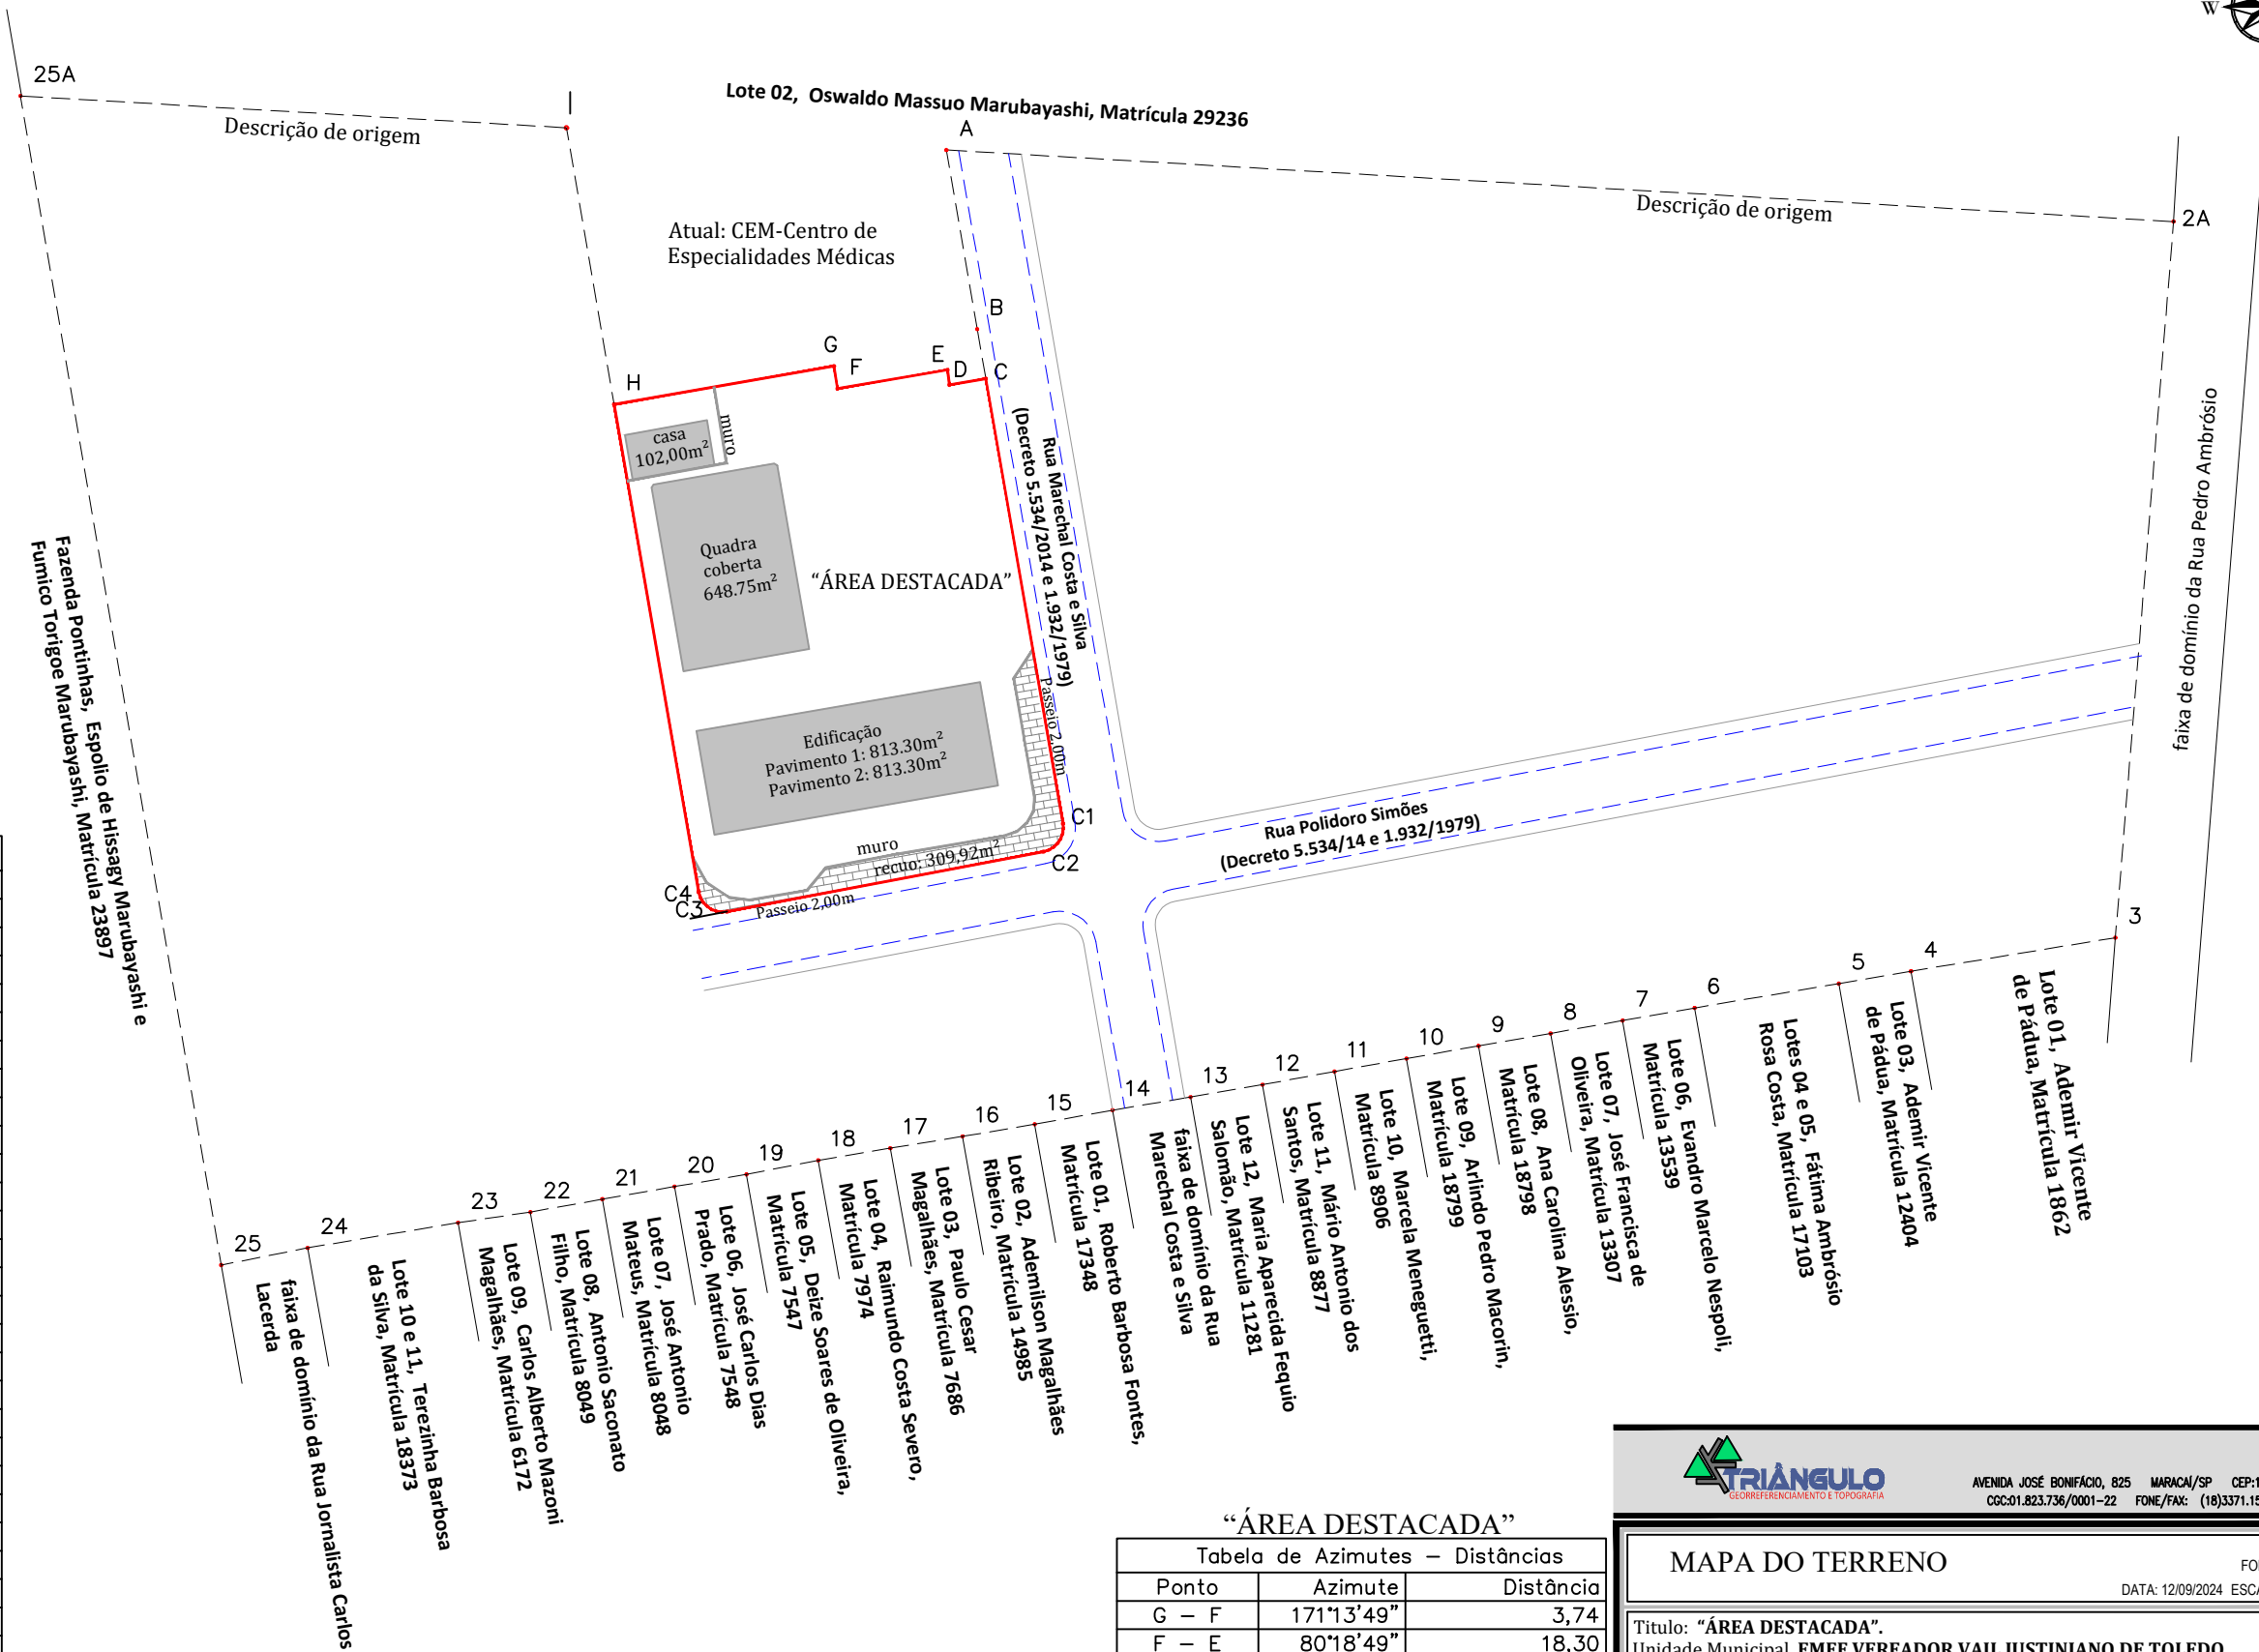 W
25A
I
Descrição de origem
Lote 02, Oswaldo Massuo Marubayashi, Matrícula 29236
A
Descrição de origem
2A
Atual: CEM-Centro de
Especialidades Médicas
B
G
F
E
D
C
H
muro
casa
102,00m²
Quadra
coberta
648.75m²
“ÁREA DESTACADA”
Rua Marechal Costa e Silva
(Decreto 5.534/2014 e 1.932/1979)
Passeio 2,00m
faixa de domínio da Rua Pedro Ambrósio
Fazenda Pontinhas, Espolio de Hissagy Marubayashi e
Fumico Torigoe Marubayashi, Matrícula 23897
Edificação
Pavimento 1: 813.30m²
Pavimento 2: 813.30m²
C1
C2
muro
recuo: 309,92m²
C4
C3
Passeio 2,00m
Rua Polidoro Simões
(Decreto 5.534/14 e 1.932/1979)
3
4
5
6
7
8
9
10
11
12
13
14
15
16
17
18
19
20
21
22
23
24
25
Lote 01, Ademir Vicente
de Pádua, Matrícula 1862
Lote 03, Ademir Vicente
de Pádua, Matrícula 12404
Lotes 04 e 05, Fátima Ambrósio
Rosa Costa, Matrícula 17103
Lote 06, Evandro Marcelo Nespoli,
Matrícula 13539
Lote 07, José Francisca de
Oliveira, Matrícula 13307
Lote 08, Ana Carolina Alessio,
Matrícula 18798
Lote 09, Arlindo Pedro Macorin,
Matrícula 18799
Lote 10, Marcela Meneguetti,
Matrícula 8906
Lote 11, Mário Antonio dos
Santos, Matrícula 8877
Lote 12, Maria Aparecida Fequio
Salomão, Matrícula 11281
faixa de domínio da Rua
Marechal Costa e Silva
Lote 01, Roberto Barbosa Fontes,
Matrícula 17348
Lote 02, Ademilson Magalhães
Ribeiro, Matrícula 14985
Lote 03, Paulo Cesar
Magalhães, Matrícula 7686
Lote 04, Raimundo Costa Severo,
Matrícula 7974
Lote 05, Deize Soares de Oliveira,
Matrícula 7547
Lote 06, José Carlos Dias
Prado, Matrícula 7548
Lote 07, José Antonio
Mateus, Matrícula 8048
Lote 08, Antonio Saconato
Filho, Matrícula 8049
Lote 09, Carlos Alberto Mazoni
Magalhães, Matrícula 6172
Lote 10 e 11, Terezinha Barbosa
da Silva, Matrícula 18373
faixa de domínio da Rua Jornalista Carlos
Lacerda
“ÁREA DESTACADA”
Tabela de Azimutes – Distâncias
Ponto Azimute Distância
G – F 171°13'49" 3,74
F – E 80°18'49" 18,30
TRIÂNGULO
GEORREFERENCIAMENTO E TOPOGRAFIA
AVENIDA JOSÉ BONIFÁCIO, 825 MARACAÍ/SP CEP:1
CGC:01.823.736/0001-22 FONE/FAX: (18)3371.15
MAPA DO TERRENO
FO
DATA: 12/09/2024 ESCA
Titulo: “ÁREA DESTACADA”.
Unidade Municipal EMEF VEREADOR VAIL JUSTINIANO DE TOLEDO